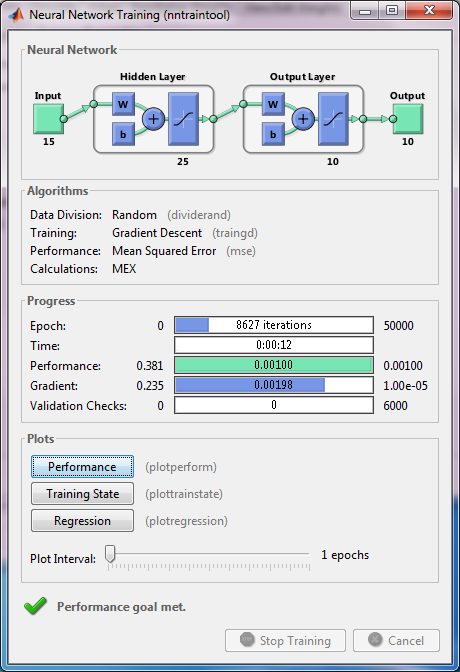 Neural Network Training (nntraintool)
Neural Network
Hidden Layer Output Layer
Input Output
W W
b b
+ +
15 25 10 10
Algorithms
Data Division: Random (dividerand)
Training: Gradient Descent (traingd)
Performance: Mean Squared Error (mse)
Calculations: MEX
Progress
Epoch: 0 8627 iterations 50000
Time: 0:00:12
Performance: 0.381 0.00100 0.00100
Gradient: 0.235 0.00198 1.00e-05
Validation Checks: 0 0 6000
Plots
Performance (plotperform)
Training State (plottrainstate)
Regression (plotregression)
Plot Interval: 1 epochs
Performance goal met.
Stop Training Cancel